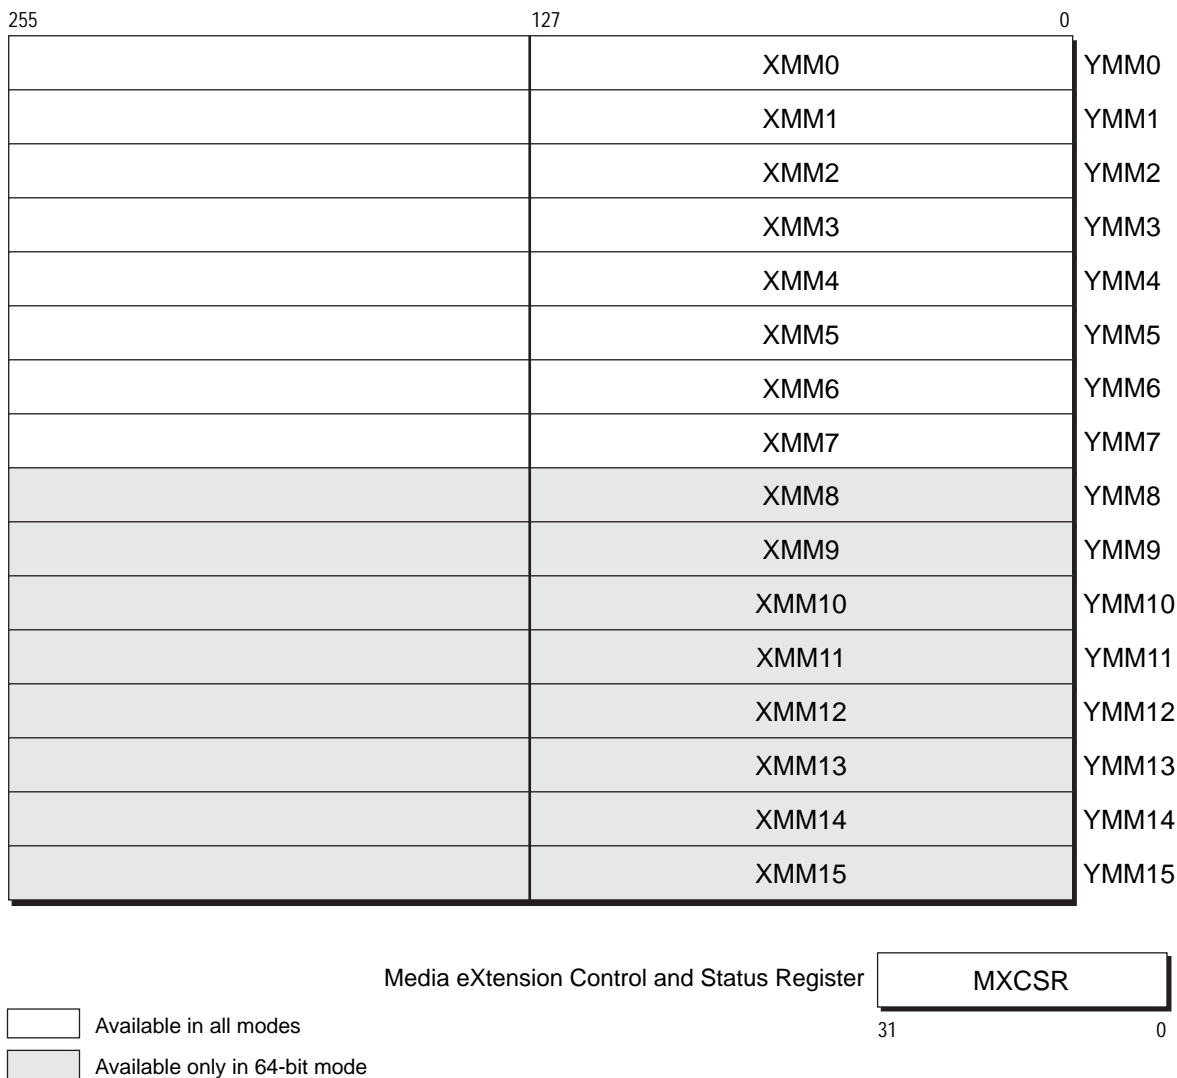 255 127 0
XMM0 YMM0
XMM1 YMM1
XMM2 YMM2
XMM3 YMM3
XMM4 YMM4
XMM5 YMM5
XMM6 YMM6
XMM7 YMM7
XMM8 YMM8
XMM9 YMM9
XMM10 YMM10
XMM11 YMM11
XMM12 YMM12
XMM13 YMM13
XMM14 YMM14
XMM15 YMM15
Media eXtension Control and Status Register MXCSR
31 0
Available in all modes
Available only in 64-bit mode